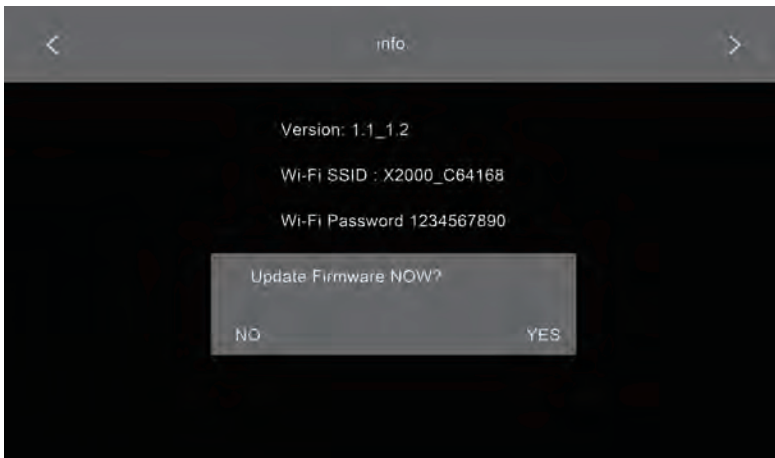 info
Version: 1.1_1.2
Wi-Fi SSID : X2000_C64168
Wi-Fi Password 1234567890
Update Firmware NOW?
NO YES